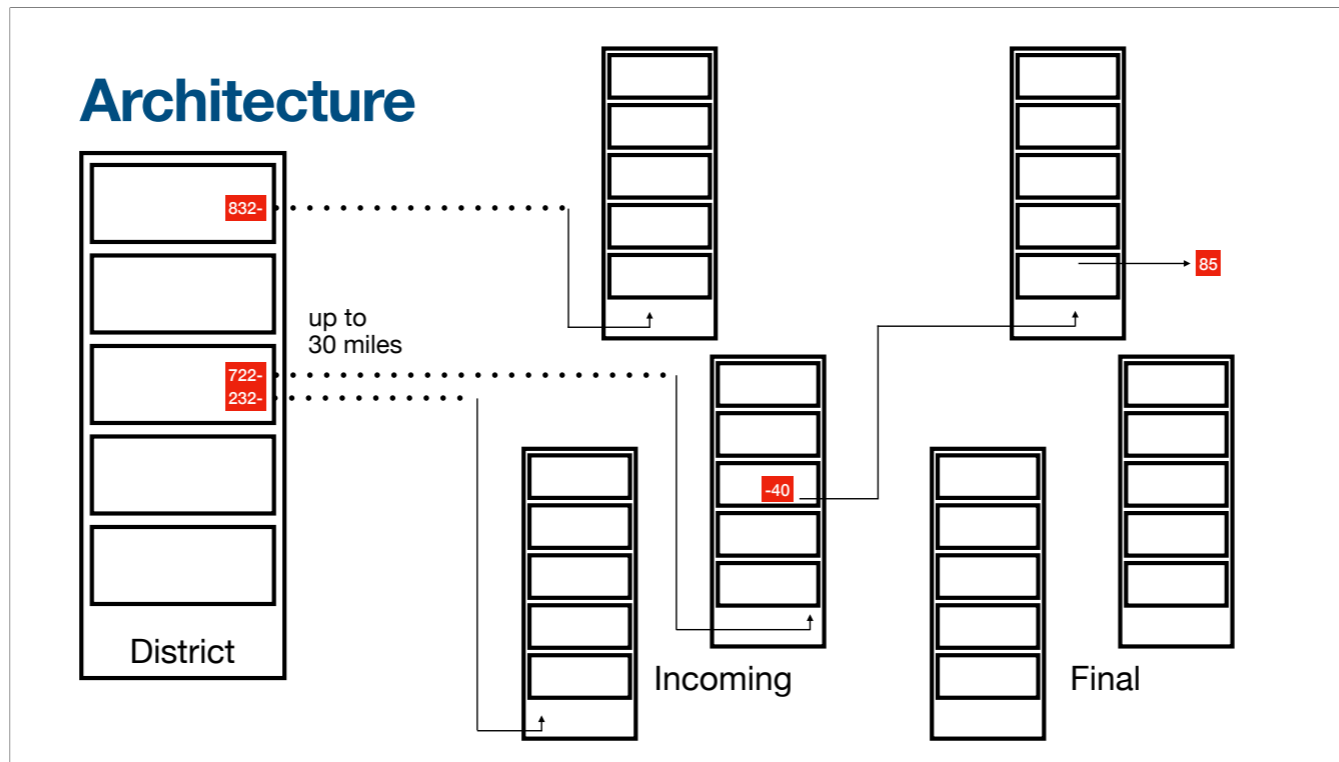 Architecture
832-
85
up to
30 miles
722-
232-
-40
District
Incoming
Final